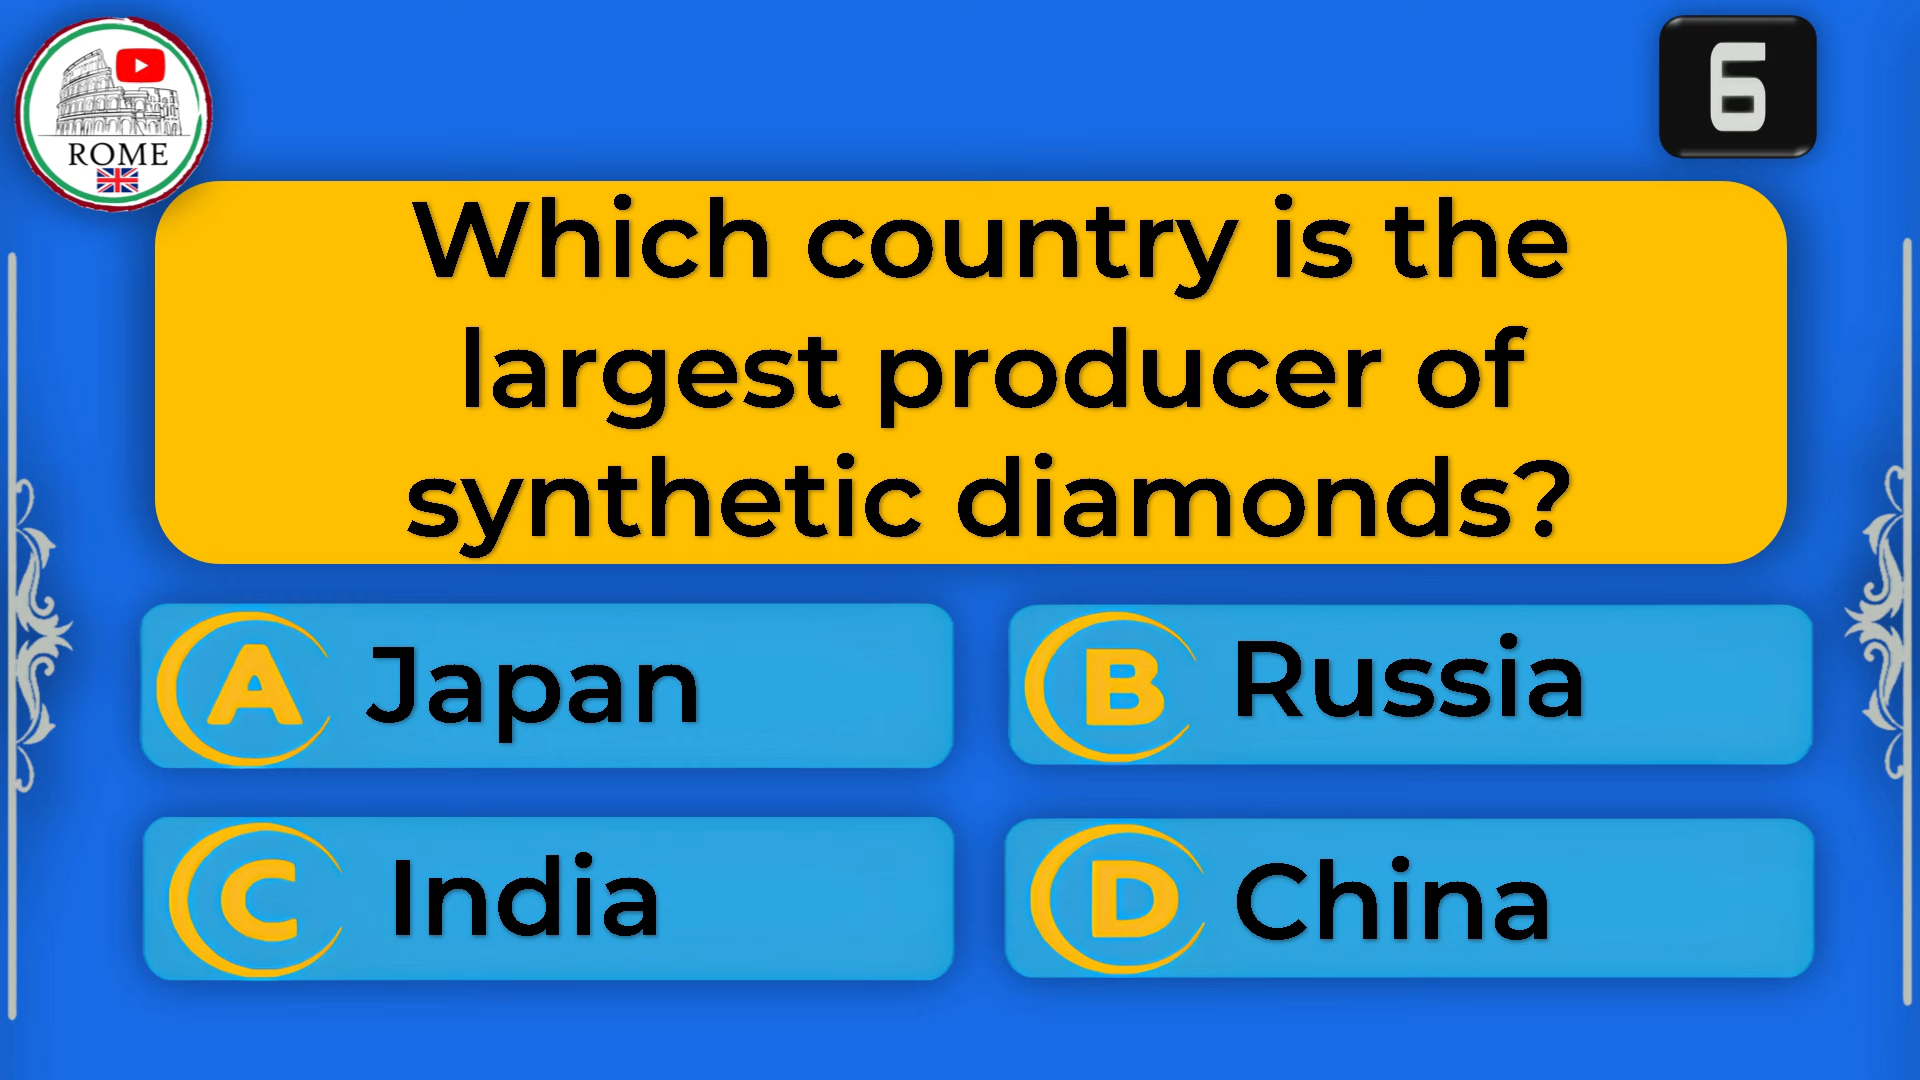 ROME
6
Which country is the
largest producer of
synthetic diamonds?
A Japan
B Russia
C India
D China